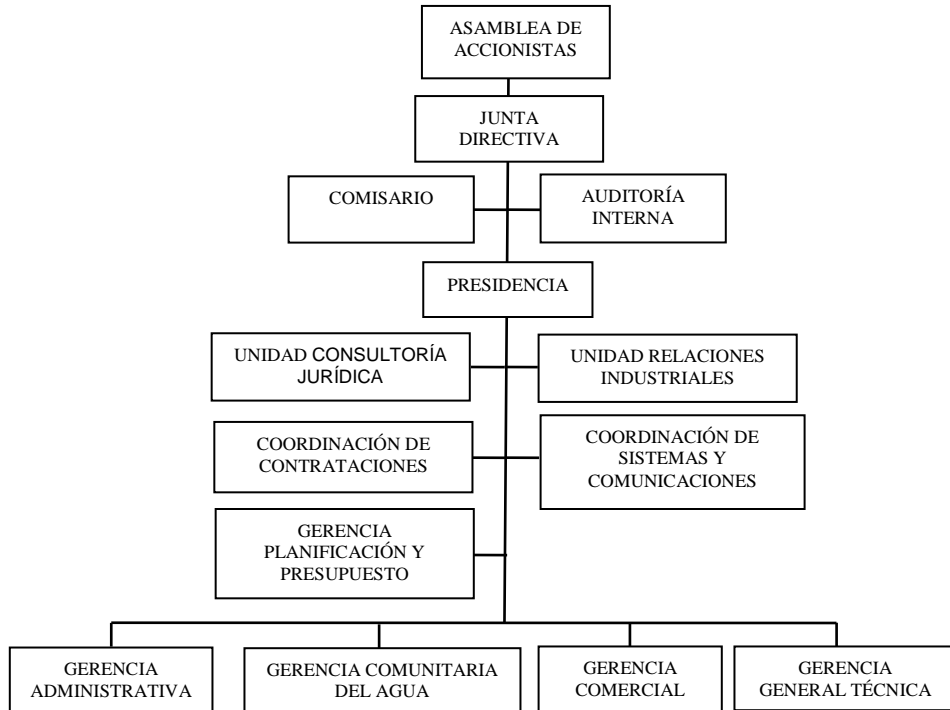 ASAMBLEA DE
ACCIONISTAS
JUNTA
DIRECTIVA
COMISARIO
AUDITORÍA
INTERNA
PRESIDENCIA
UNIDAD CONSULTORÍA
JURÍDICA
UNIDAD RELACIONES
INDUSTRIALES
COORDINACIÓN DE
CONTRATACIONES
COORDINACIÓN DE
SISTEMAS Y
COMUNICACIONES
GERENCIA
PLANIFICACIÓN Y
PRESUPUESTO
GERENCIA
ADMINISTRATIVA
GERENCIA COMUNITARIA
DEL AGUA
GERENCIA
COMERCIAL
GERENCIA
GENERAL TÉCNICA